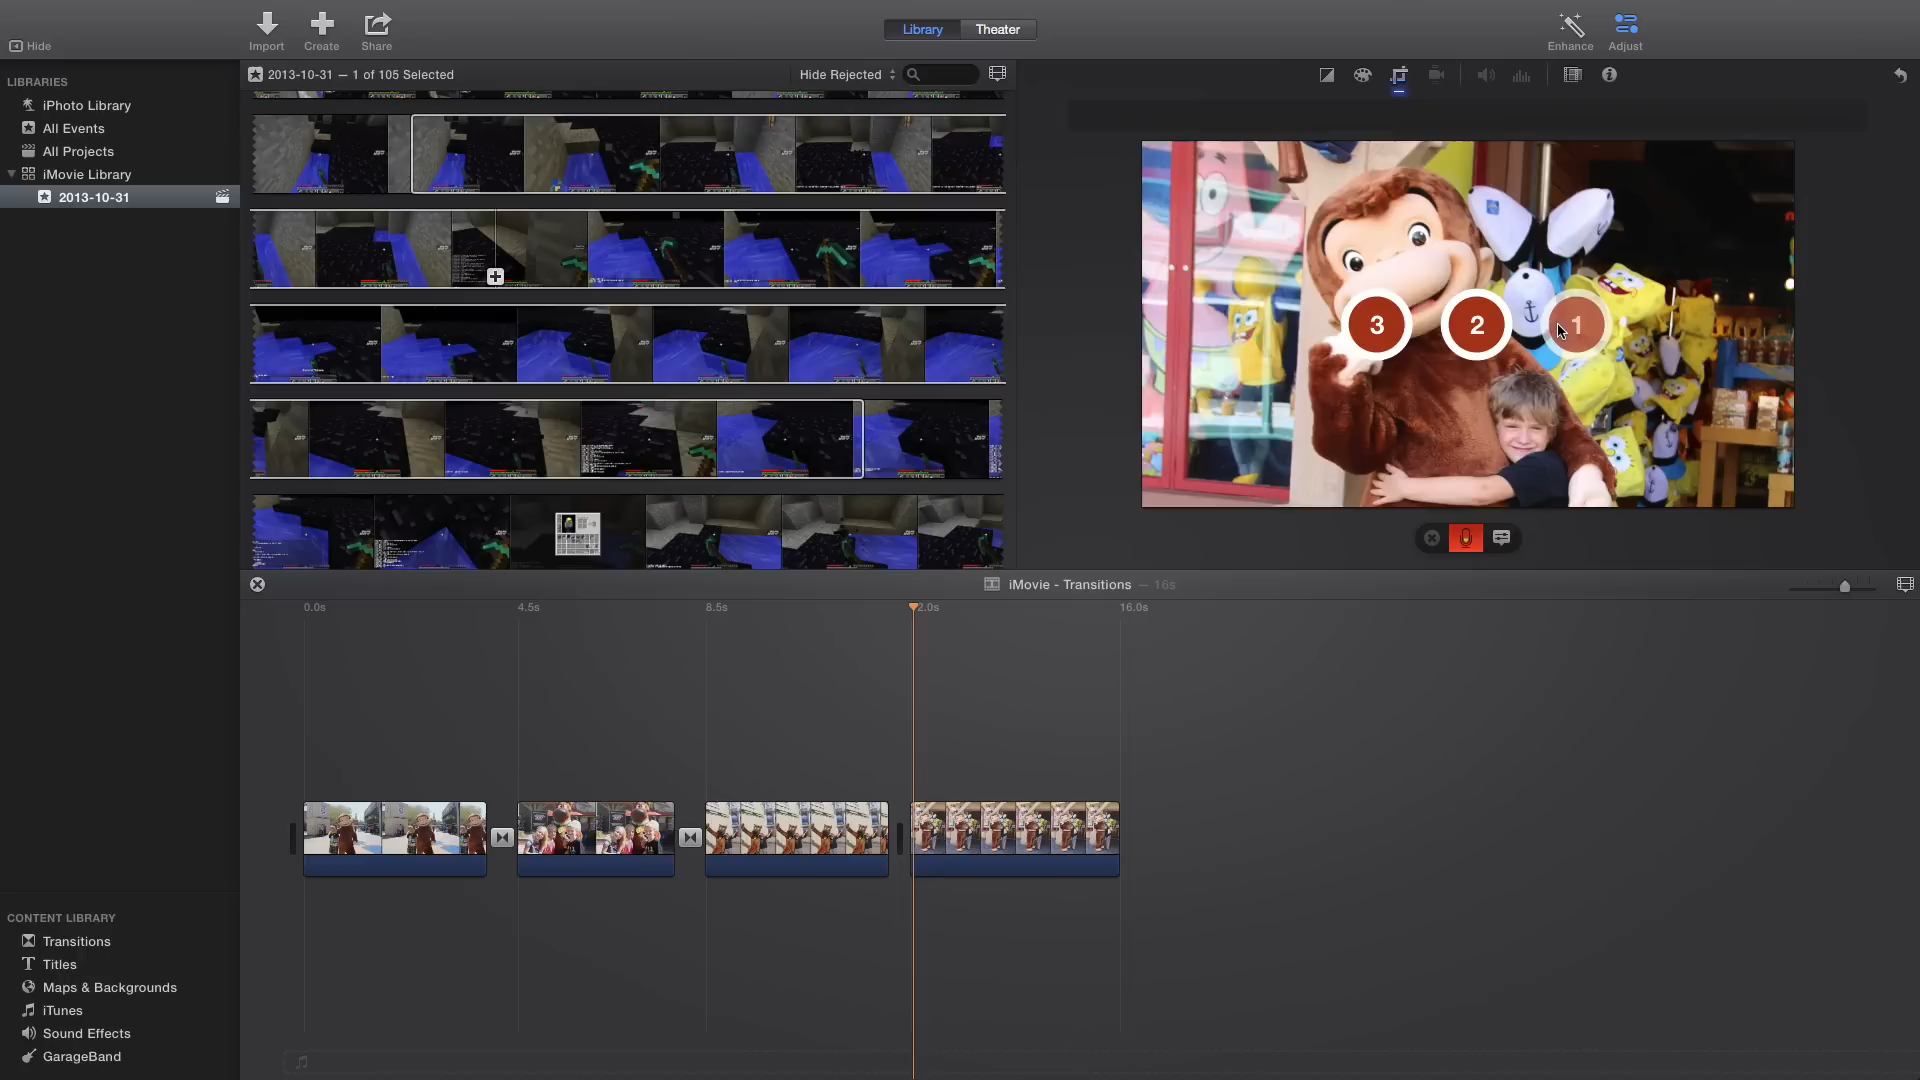 Hide
Import
Create
Share
Library
Theater
Enhance
Adjust
LIBRARIES
iPhoto Library
All Events
All Projects
iMovie Library
2013-10-31
2013-10-31 — 1 of 105 Selected
Hide Rejected
3
2
1
iMovie - Transitions — 16s
0.0s
4.5s
8.5s
2.0s
16.0s
CONTENT LIBRARY
Transitions
Titles
Maps & Backgrounds
iTunes
Sound Effects
GarageBand